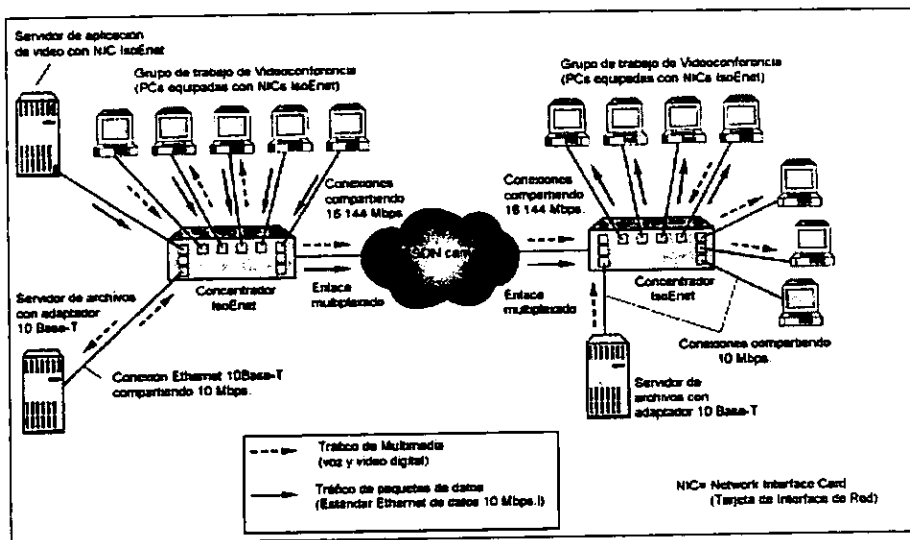 Servidor de aplicación
de video con NIC IsoEnet
Grupo de trabajo de Videoconferencia
(PCs equipadas con NICs IsoEnet)
Grupo de trabajo de Videoconferencia
(PCs equipadas con NICs IsoEnet)
Conexiones
compartiendo
16 144 Mbps.
Conexiones
compartiendo
16 144 Mbps.
Concentrador
IsoEnet
Enlace
multiplexado
Enlace
multiplexado
Concentrador
IsoEnet
Servidor de archivos
con adaptador
10 Base-T
Conexión Ethernet 10Base-T
compartiendo 10 Mbps.
Conexiones compartiendo
10 Mbps.
Servidor de
archivos con
adaptador 10 Base-T
Tratico de Multimedia
(voz y video digital)
Tráfico de paquetes de datos
(Estándar Ethernet de datos 10 Mbps.)
NIC= Network Interface Card
(Tarjeta de Interface de Red)